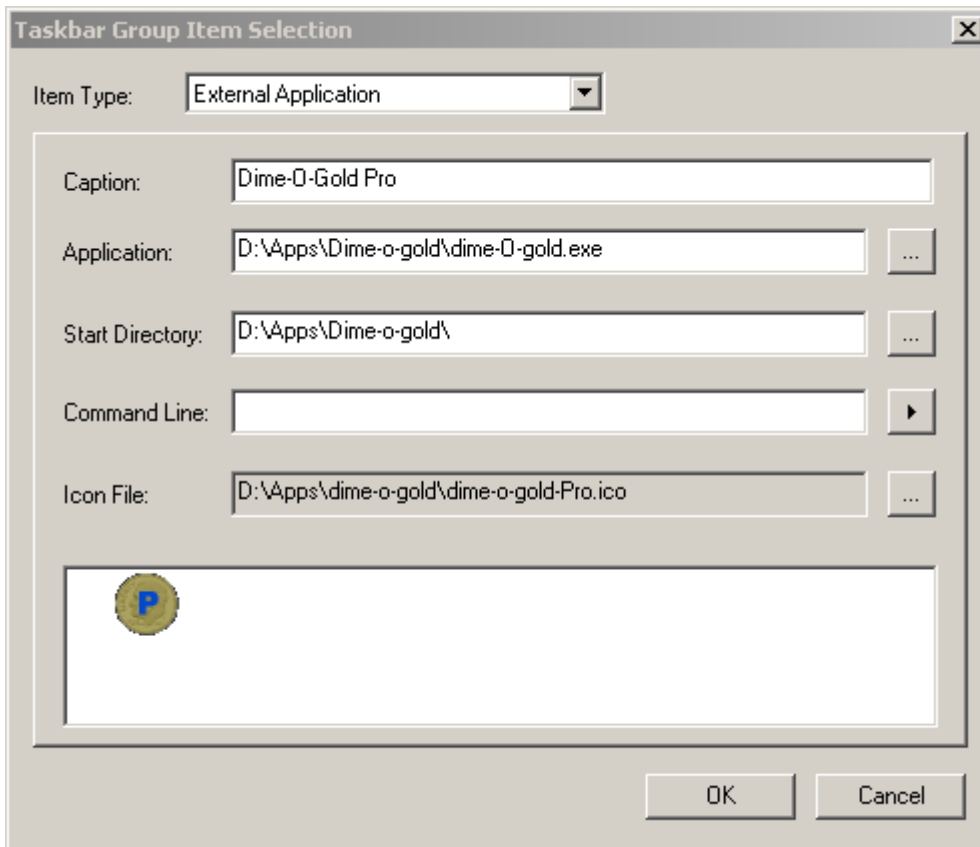 Taskbar Group Item Selection
Item Type: External Application
Caption: Dime-O-Gold Pro
Application: D:\Apps\Dime-o-gold\dime-O-gold.exe ...
Start Directory: D:\Apps\Dime-o-gold\ ...
Command Line:
Icon File: D:\Apps\dime-o-gold\dime-o-gold-Pro.ico ...
P
OK Cancel